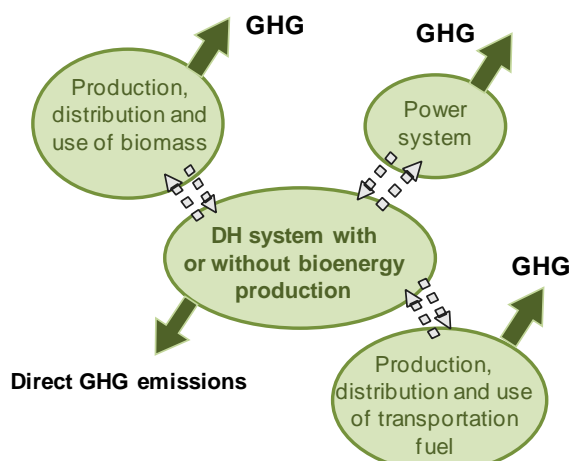 GHG
GHG
Production,
distribution and
use of biomass
Power
system
DH system with
or without bioenergy
production
GHG
Direct GHG emissions
Production,
distribution and use
of transportation
fuel